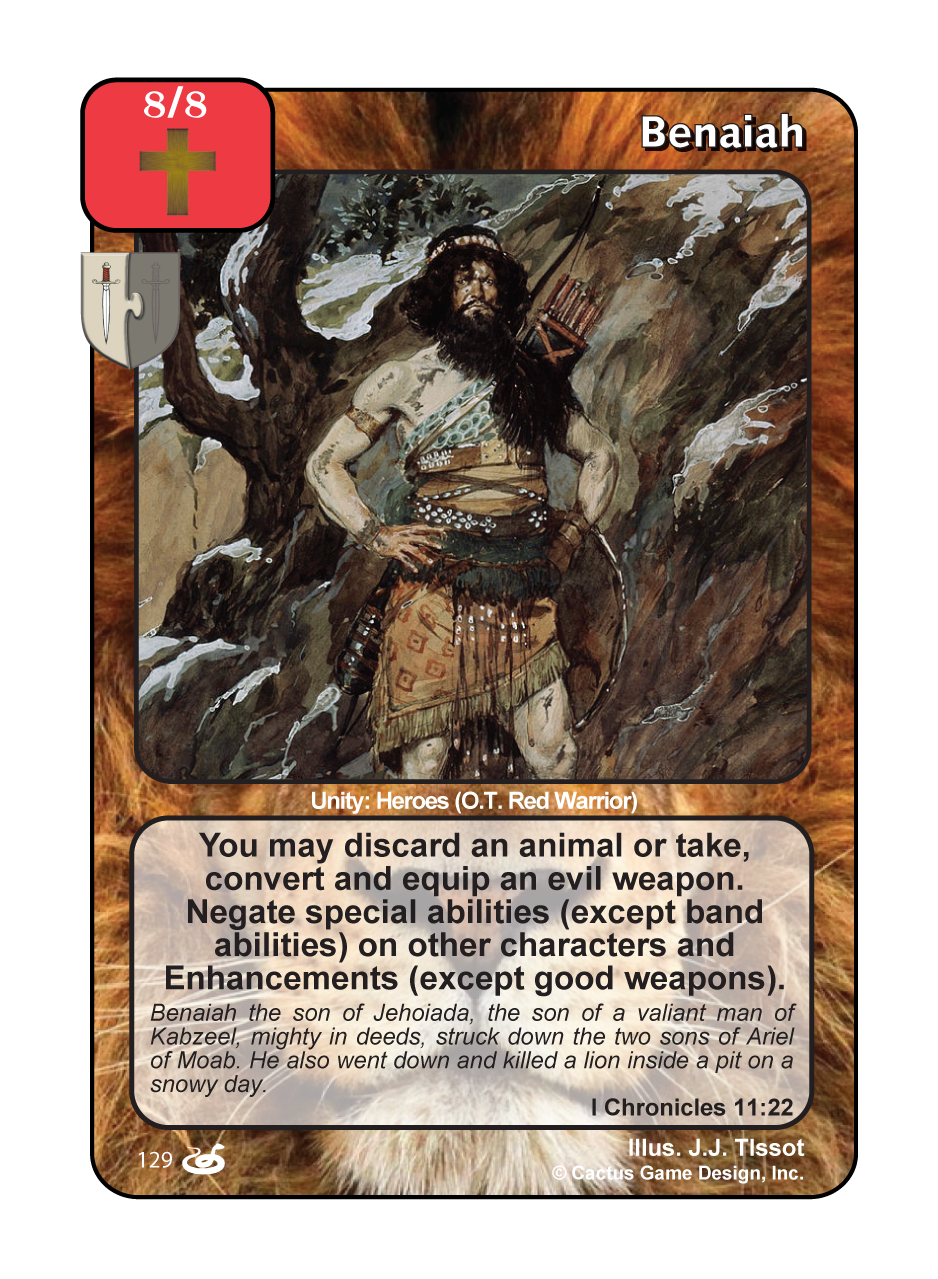 8/8
Benaiah
Unity: Heroes (O.T. Red Warrior)
You may discard an animal or take,
convert and equip an evil weapon.
Negate special abilities (except band
abilities) on other characters and
Enhancements (except good weapons).
Benaiah the son of Jehoiada, the son of a valiant man of
Kabzeel, mighty in deeds, struck down the two sons of Ariel
of Moab. He also went down and killed a lion inside a pit on a
snowy day.
I Chronicles 11:22
129
Illus. J.J. TIssot
© Cactus Game Design, Inc.